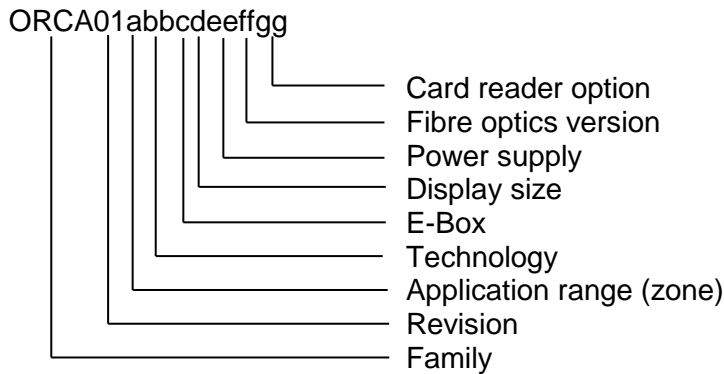 ORCA01abbcdeeffgg
Card reader option
Fibre optics version
Power supply
Display size
E-Box
Technology
Application range (zone)
Revision
Family